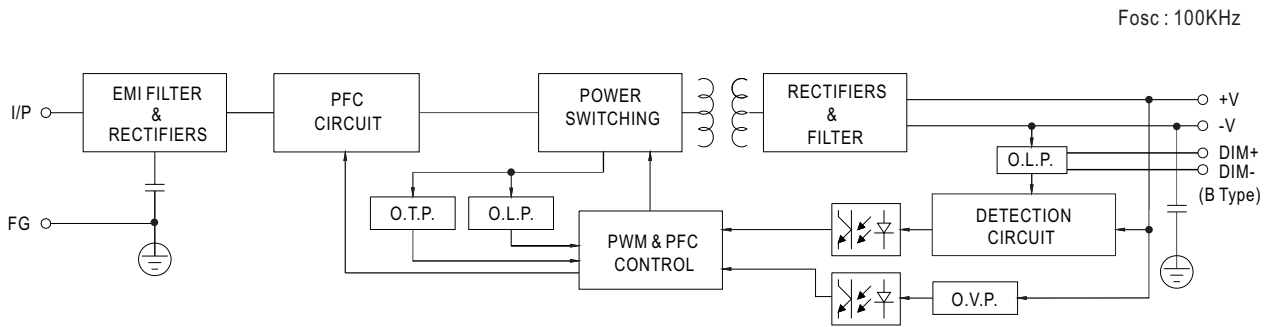 Fosc : 100KHz
I/P
EMI FILTER
&
RECTIFIERS
PFC
CIRCUIT
POWER
SWITCHING
RECTIFIERS
&
FILTER
+V
-V
DIM+
DIM-
(B Type)
O.L.P.
FG
O.T.P.
O.L.P.
PWM & PFC
CONTROL
DETECTION
CIRCUIT
O.V.P.